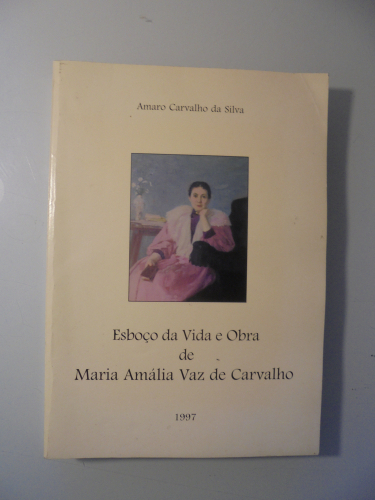 Amaro Carvalho da Silva
Esboço da Vida e Obra
de
Maria Amália Vaz de Carvalho
1997